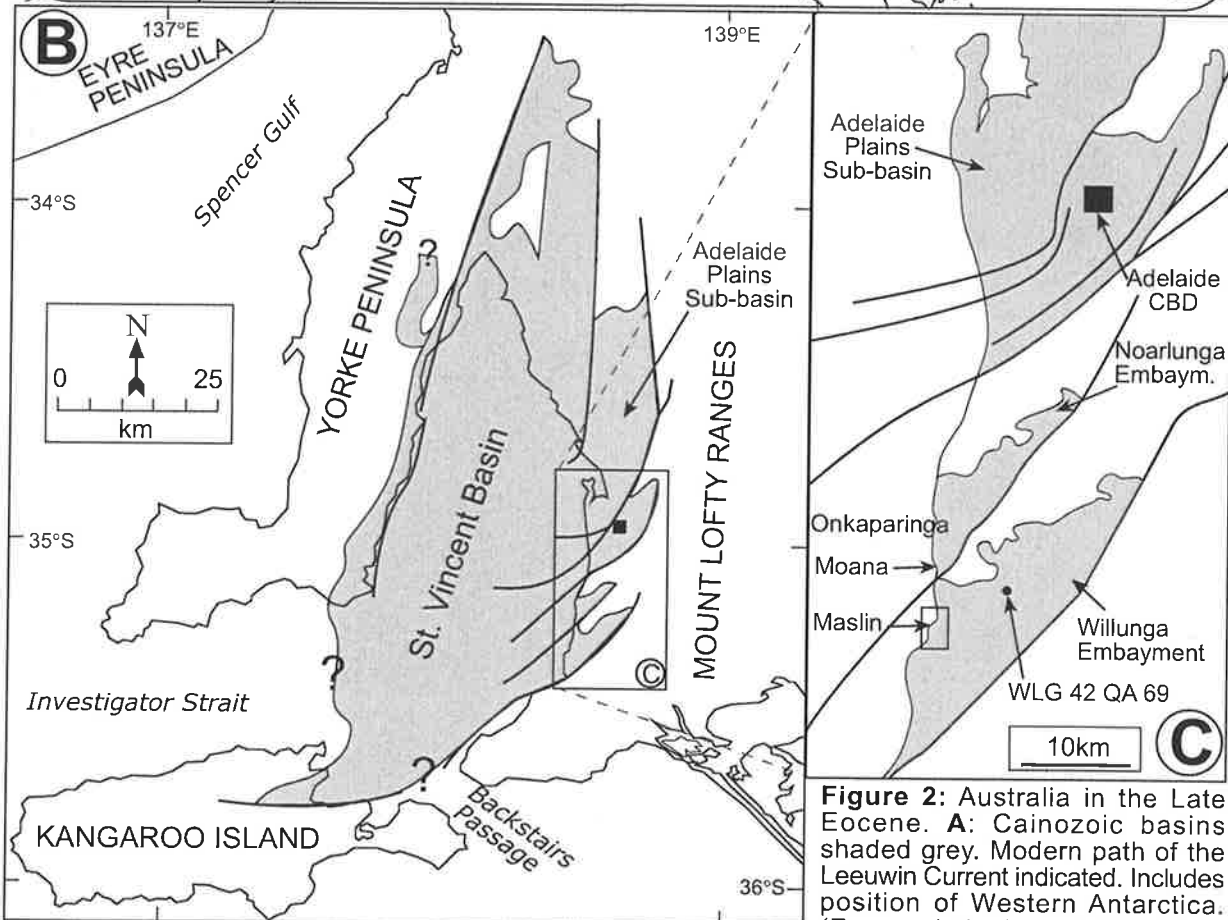 B
137°E
139°E
EYRE
PENINSULA
Spencer Gulf
34°S
YORKE PENINSULA
?
Adelaide
Plains
Sub-basin
N
0 25
km
St. Vincent Basin
MOUNT LOFTY RANGES
35°S
C
?
Investigator Strait
?
Backstairs
Passage
KANGAROO ISLAND
36°S
Adelaide
Plains
Sub-basin
Adelaide
CBD
Noarlunga
Embaym.
Onkaparinga
Moana
Maslin
Willunga
Embayment
WLG 42 QA 69
10km
C
Figure 2: Australia in the Late
Eocene. A: Cainozoic basins
shaded grey. Modern path of the
Leeuwin Current indicated. Includes
position of Western Antarctica.